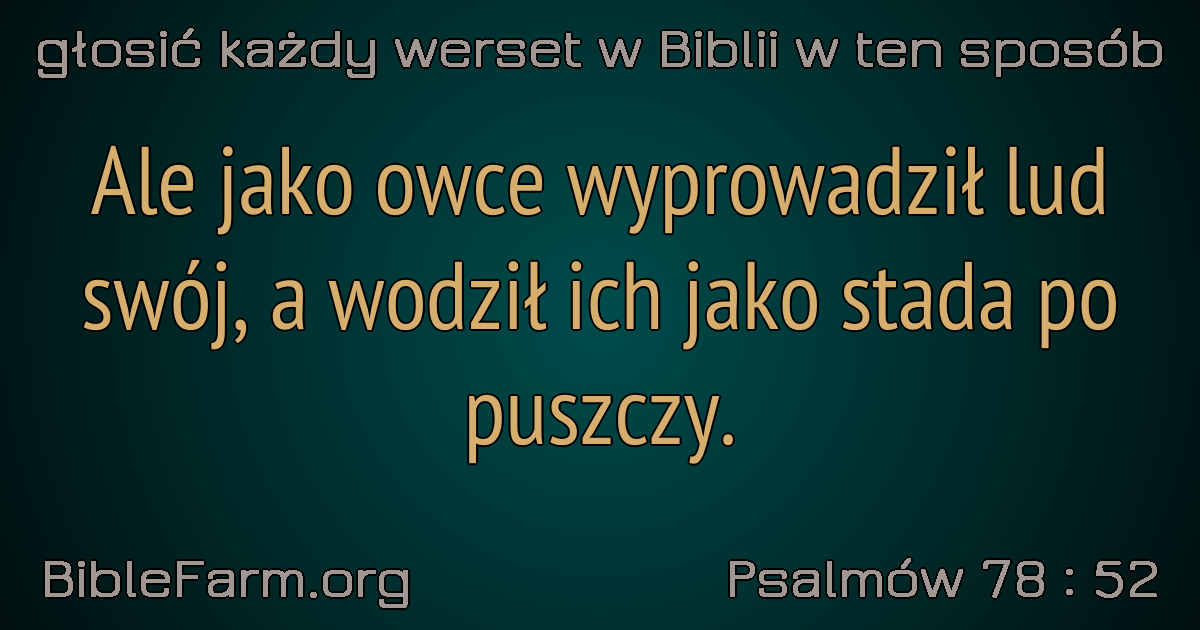 głosić każdy werset w Biblii w ten sposób
Ale jako owce wyprowadził lud
swój, a wodził ich jako stada po
puszczy.
BibleFarm.org
Psalmów 78 : 52